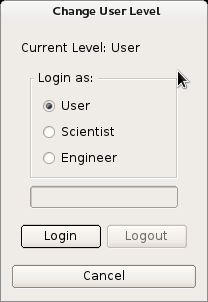 Change User Level
Current Level: User
Login as:
User
Scientist
Engineer
Login
Logout
Cancel